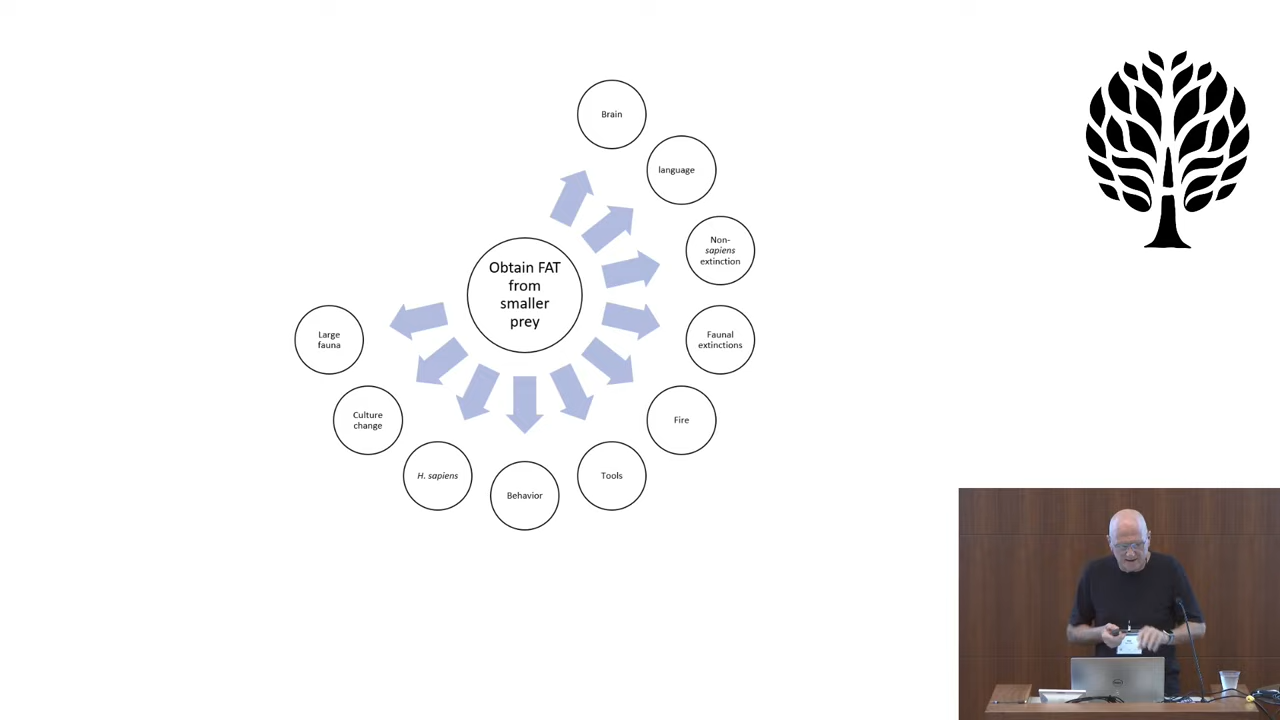 Brain
language
Non-
sapiens
extinction
Obtain FAT
from
smaller
prey
Large
fauna
Faunal
extinctions
Culture
change
Fire
H. sapiens
Tools
Behavior